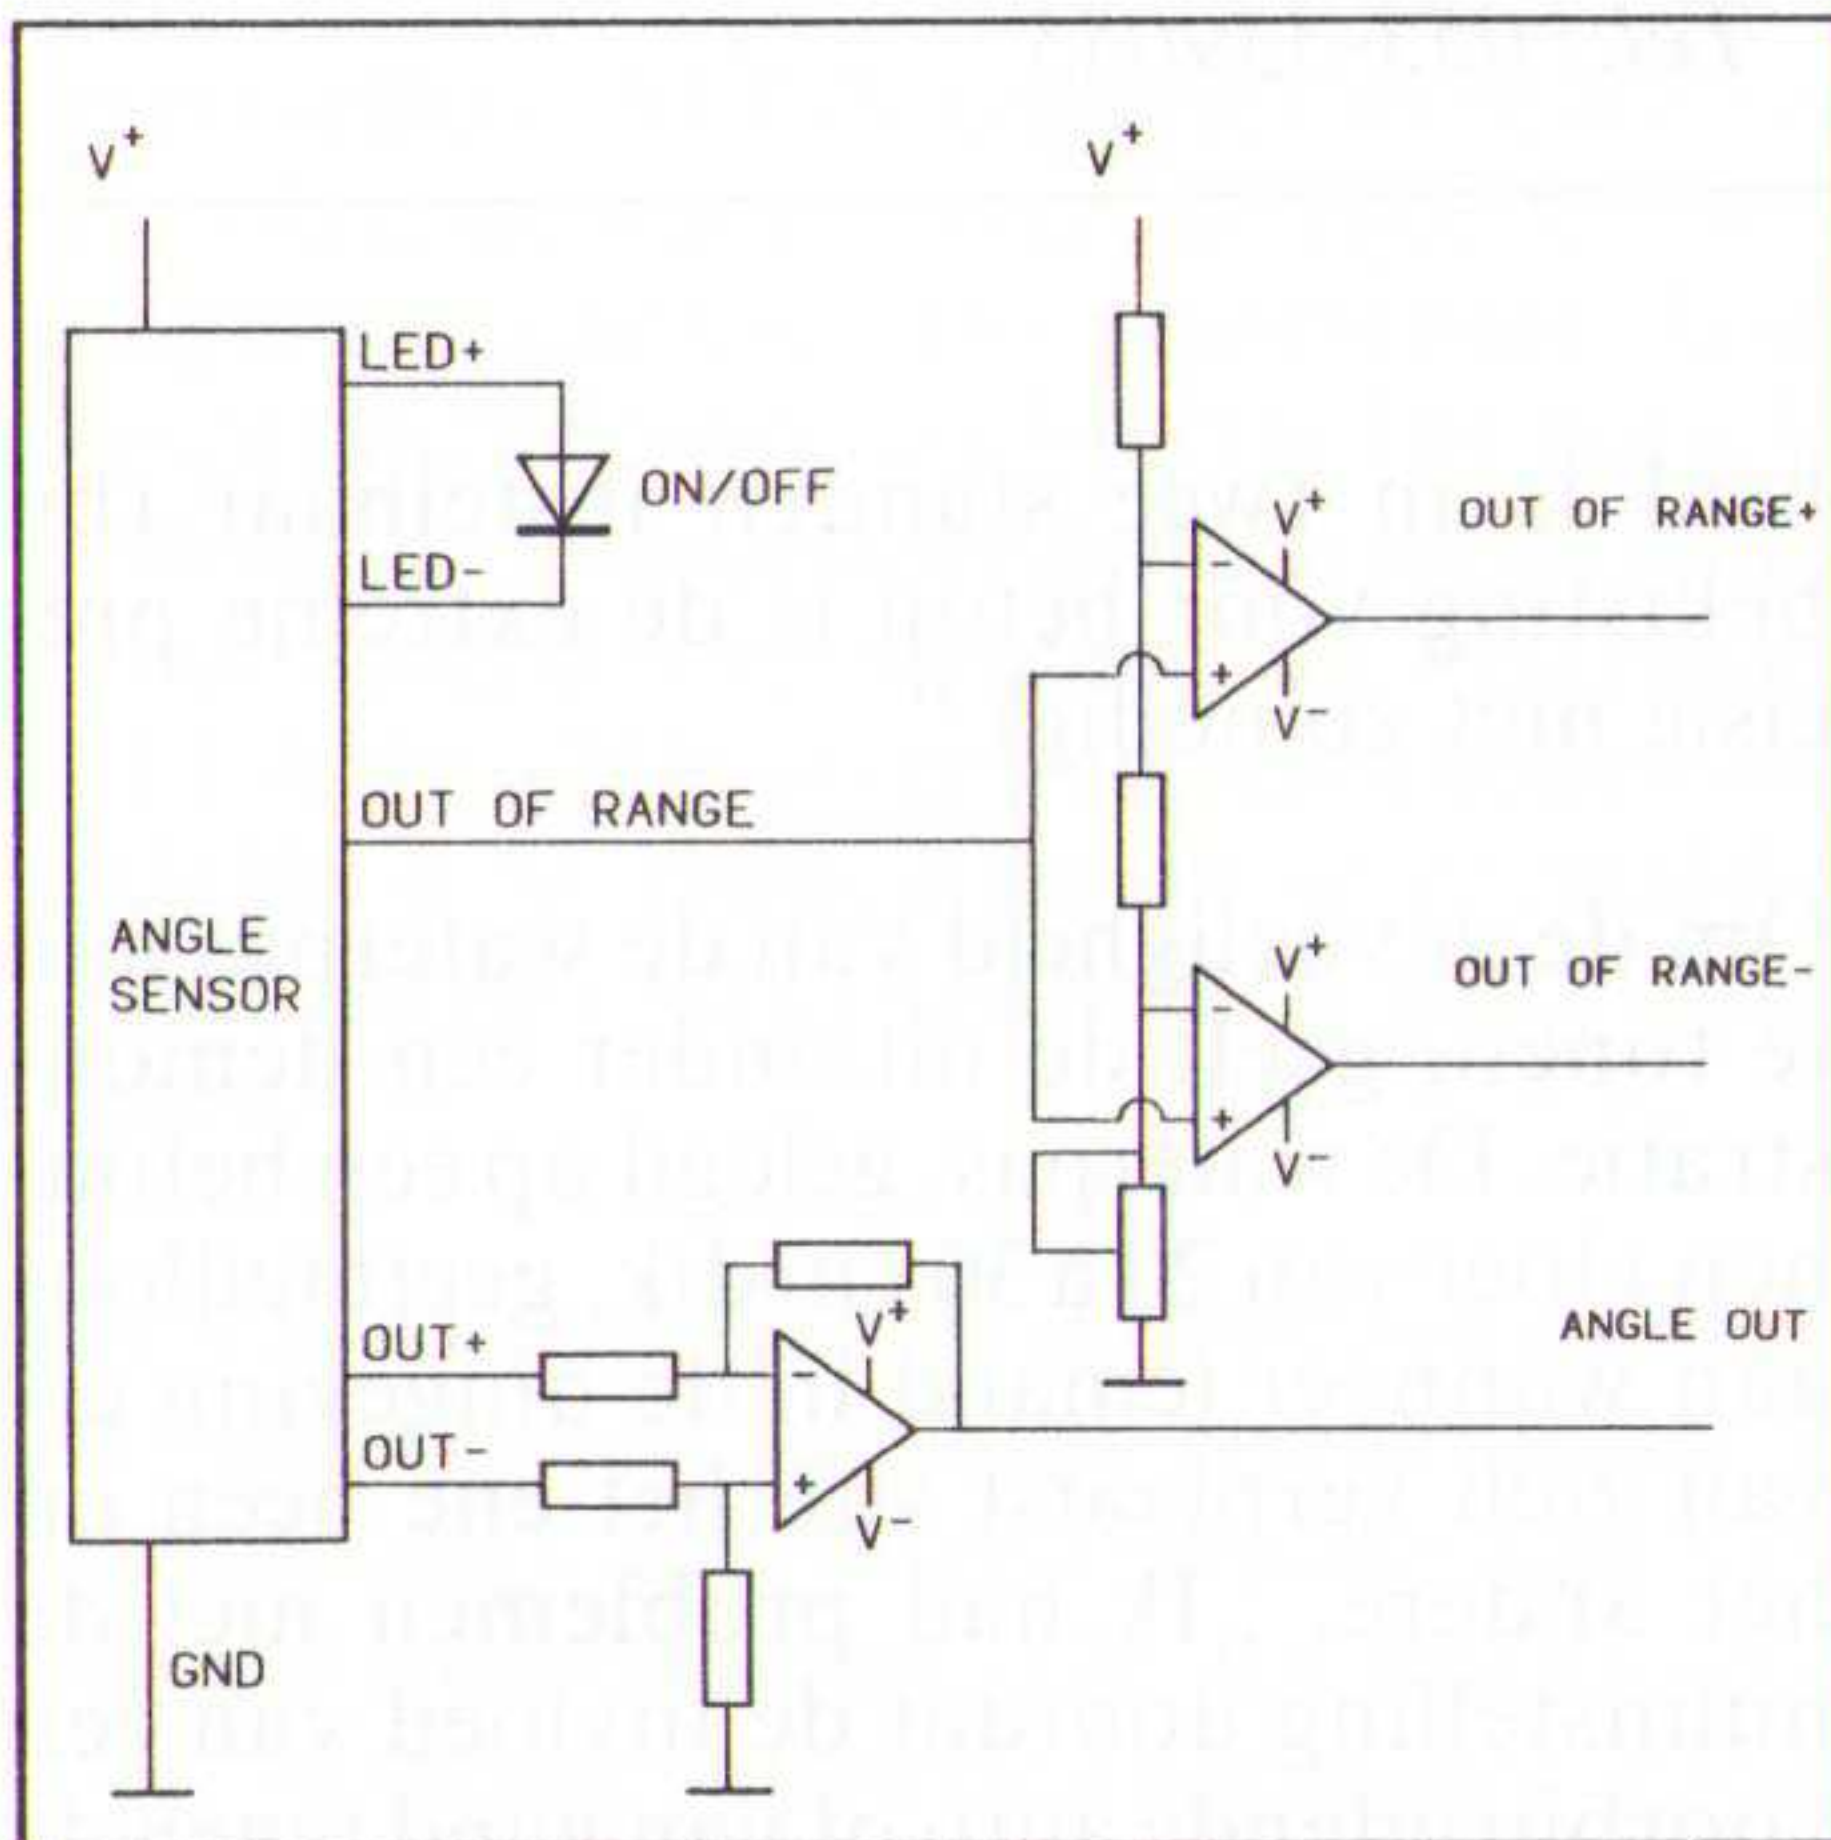 V+
V+
LED+
ON/OFF
V+
OUT OF RANGE+
LED-
-
+
V-
OUT OF RANGE
ANGLE
SENSOR
V+
OUT OF RANGE-
-
+
V-
OUT+
V+
ANGLE OUT
-
OUT-
+
V-
GND